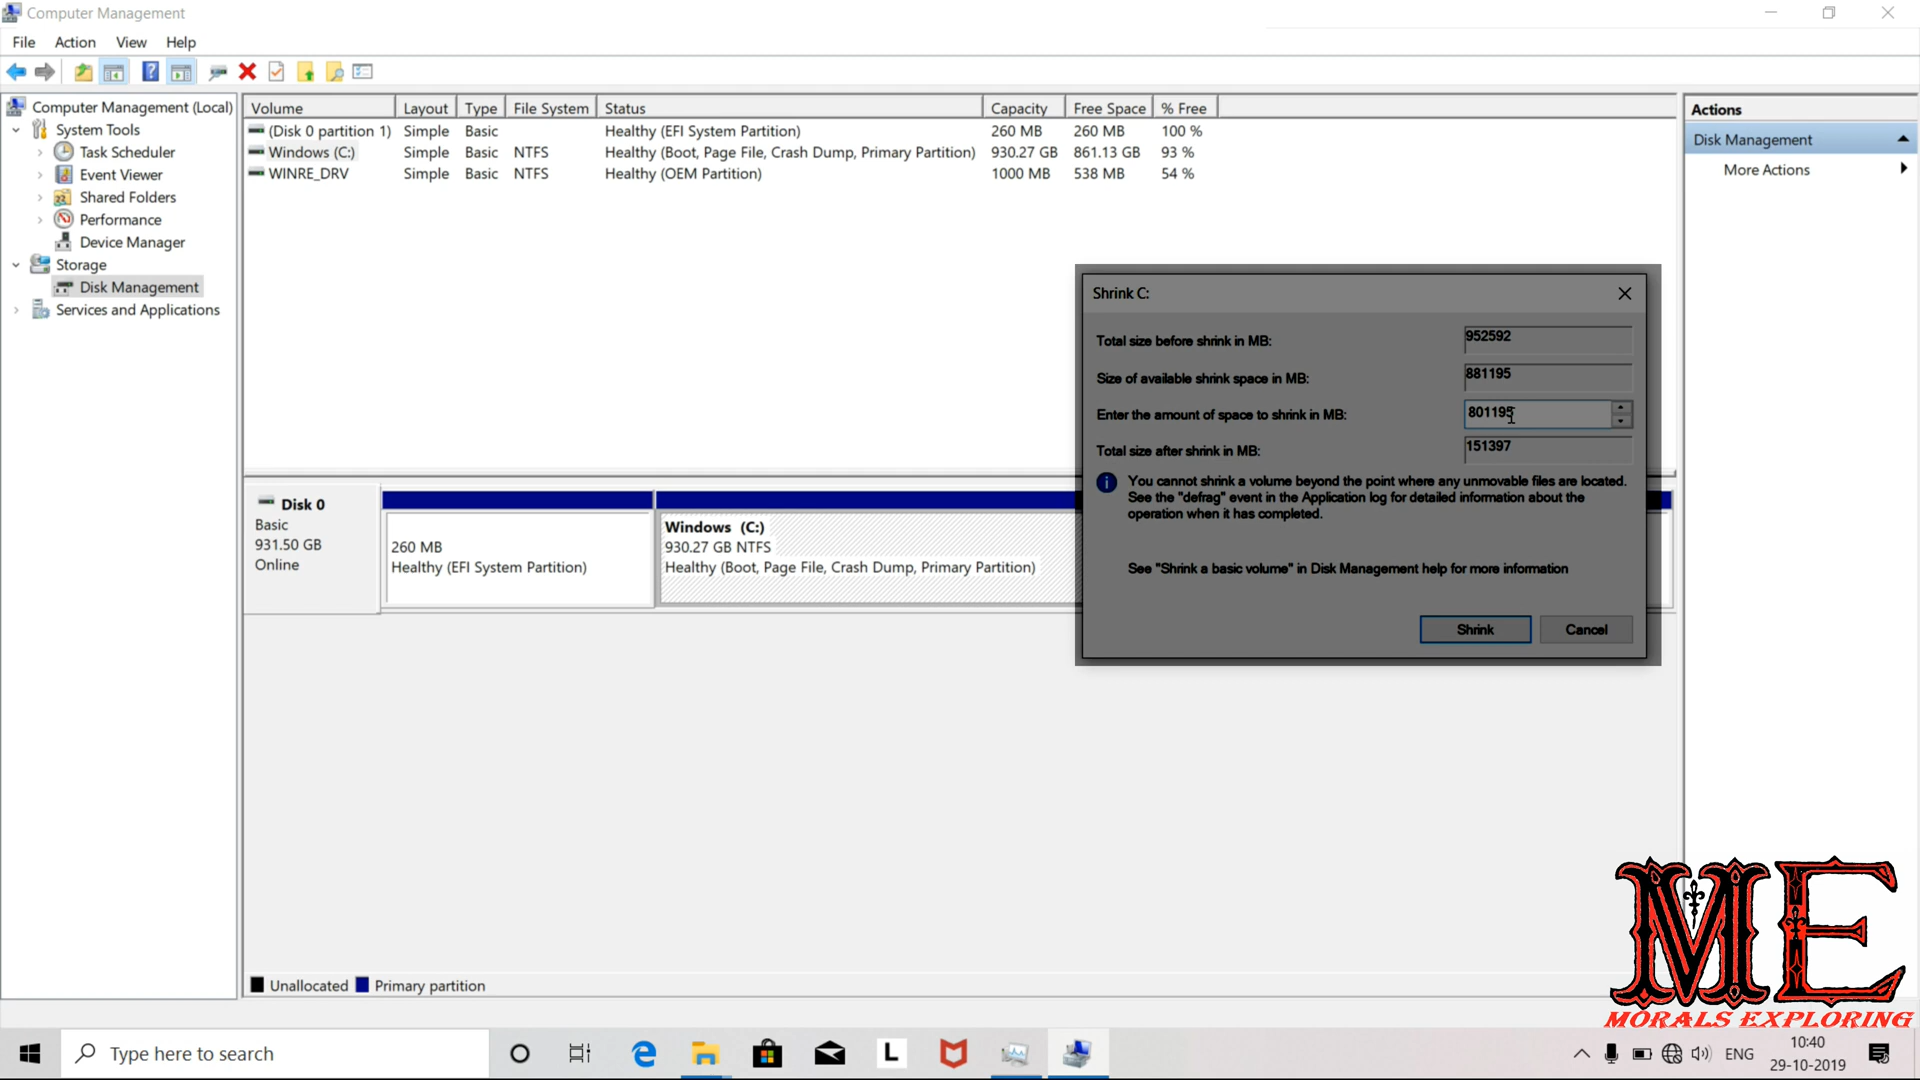 Computer Management
File Action View Help
Computer Management (Local)
System Tools
Task Scheduler
Event Viewer
Shared Folders
Performance
Device Manager
Storage
Disk Management
Services and Applications
Volume Layout Type File System Status Capacity Free Space % Free
(Disk 0 partition 1) Simple Basic Healthy (EFI System Partition) 260 MB 260 MB 100 %
Windows (C:) Simple Basic NTFS Healthy (Boot, Page File, Crash Dump, Primary Partition) 930.27 GB 861.13 GB 93 %
WINRE_DRV Simple Basic NTFS Healthy (OEM Partition) 1000 MB 538 MB 54 %
Actions
Disk Management
More Actions
Shrink C:
Total size before shrink in MB: 952592
Size of available shrink space in MB: 881195
Enter the amount of space to shrink in MB: 801195
Total size after shrink in MB: 151397
You cannot shrink a volume beyond the point where any unmovable files are located.
See the "defrag" event in the Application log for detailed information about the
operation when it has completed.
See "Shrink a basic volume" in Disk Management help for more information
Shrink Cancel
Disk 0
Basic
931.50 GB
Online
260 MB
Healthy (EFI System Partition)
Windows (C:)
930.27 GB NTFS
Healthy (Boot, Page File, Crash Dump, Primary Partition)
Unallocated Primary partition
ME
MORALS EXPLORING
Type here to search
L
ENG
10:40
29-10-2019